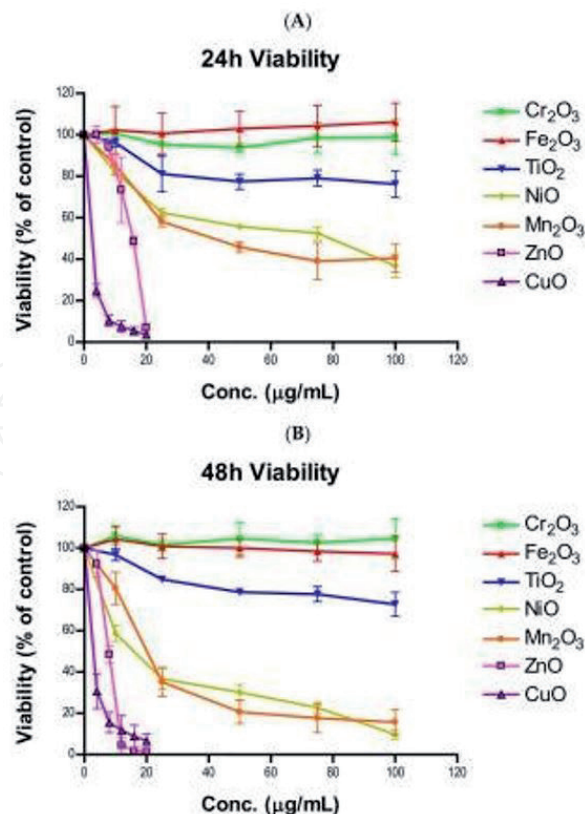 (A)
24h Viability
Viability (% of control)
120
100
80
60
40
20
0
0 20 40 60 80 100 120
Conc. (μg/mL)
Cr₂O₃
Fe₂O₃
TiO₂
NiO
Mn₂O₃
ZnO
CuO
(B)
48h Viability
Viability (% of control)
120
100
80
60
40
20
0
0 20 40 60 80 100 120
Conc. (μg/mL)
Cr₂O₃
Fe₂O₃
TiO₂
NiO
Mn₂O₃
ZnO
CuO